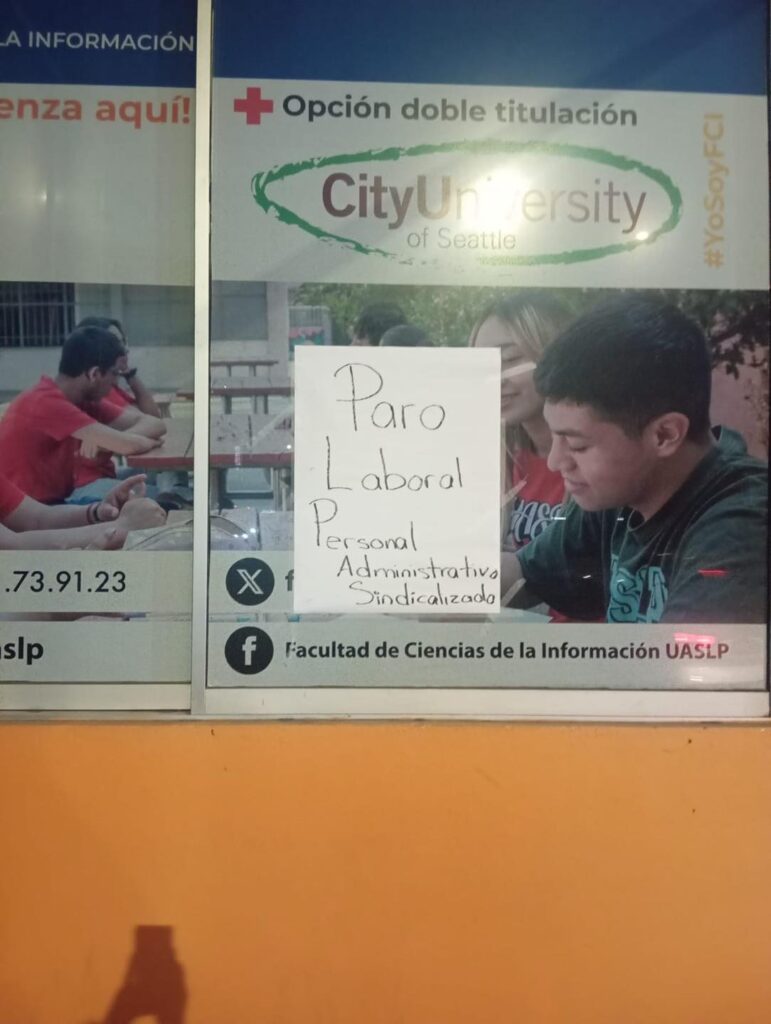 LA INFORMACIÓN
enza aquí!
Opción doble titulación
CityUniversity
of Seattle
#YoSoyFCI
Paro
Laboral
Personal
Administrativo
Sindicalizado
.73.91.23
X
f
slp
f
Facultad de Ciencias de la Información UASLP